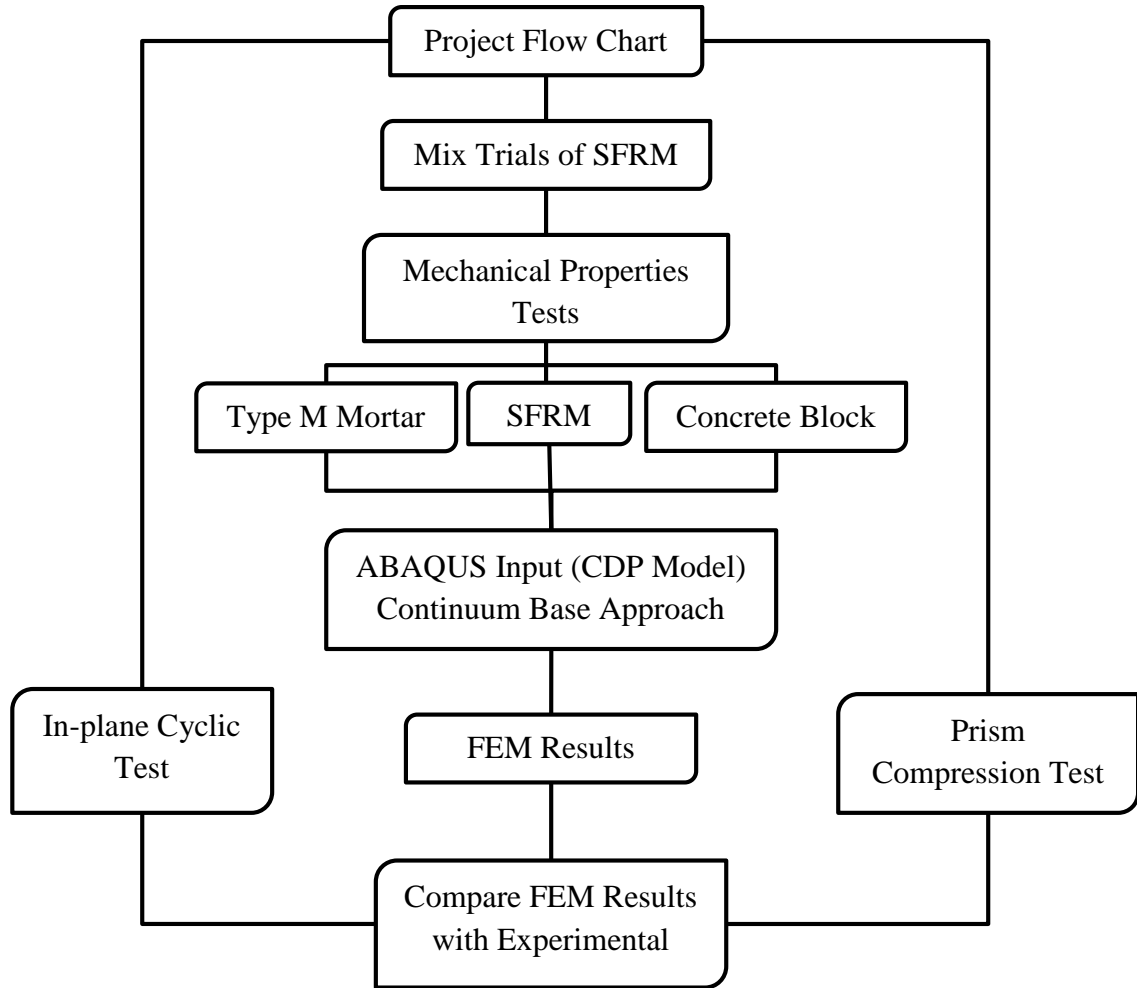 Project Flow Chart
Mix Trials of SFRM
Mechanical Properties
Tests
Type M Mortar
SFRM
Concrete Block
ABAQUS Input (CDP Model)
Continuum Base Approach
In-plane Cyclic
Test
FEM Results
Prism
Compression Test
Compare FEM Results
with Experimental